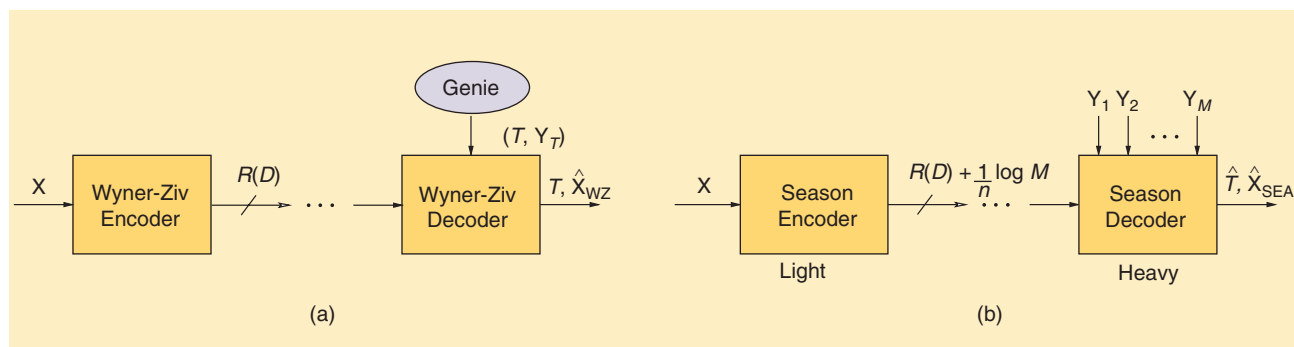 Genie
(T, Y_T)
X
Wyner-Ziv
Encoder
R(D)
. . .
Wyner-Ziv
Decoder
T, X̂_WZ
(a)
Y_1 Y_2 Y_M
. . .
X
Season
Encoder
R(D) + 1/n log M
. . .
Season
Decoder
T̂, X̂_SEA
Light
Heavy
(b)